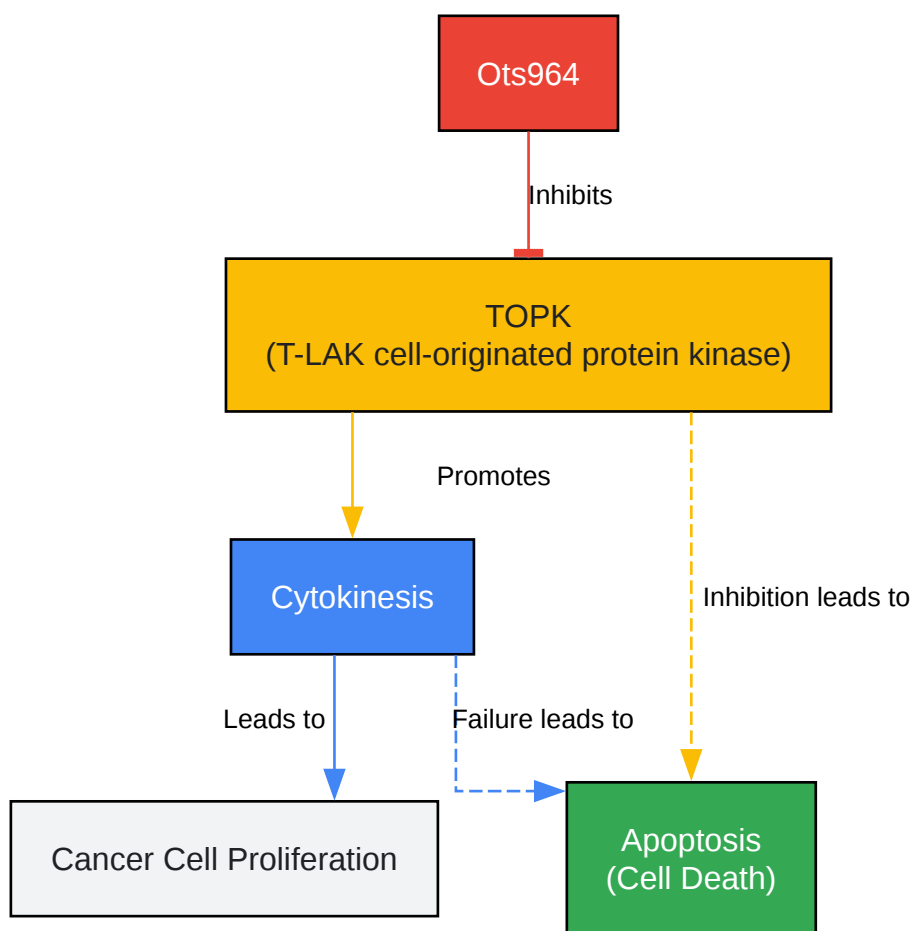 Ots964
Inhibits
TOPK
(T-LAK cell-originated protein kinase)
Promotes
Cytokinesis
Inhibition leads to
Leads to
Failure leads to
Cancer Cell Proliferation
Apoptosis
(Cell Death)